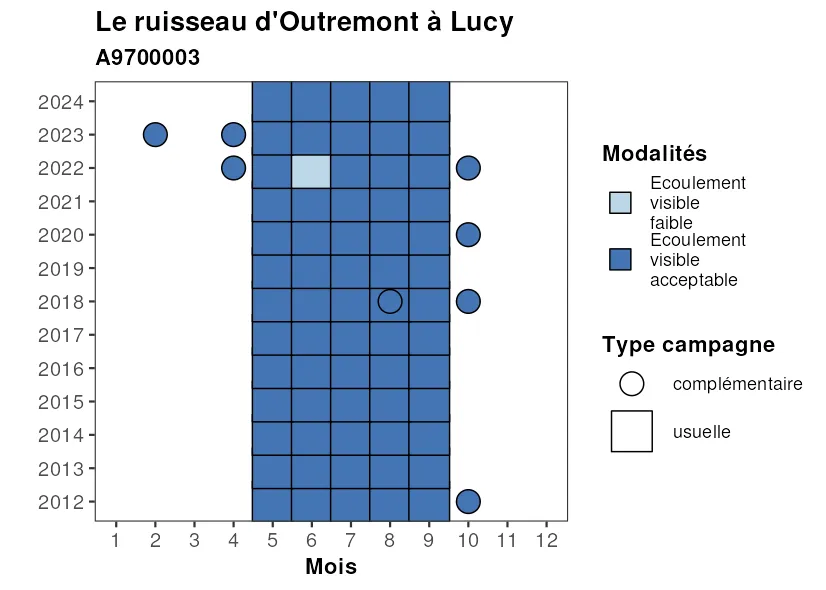 Le ruisseau d'Outremont à Lucy
A9700003
2024
2023
2022
2021
2020
2019
2018
2017
2016
2015
2014
2013
2012
1 2 3 4 5 6 7 8 9 10 11 12
Mois
Modalités
Ecoulement
visible
faible
Ecoulement
visible
acceptable
Type campagne
complémentaire
usuelle